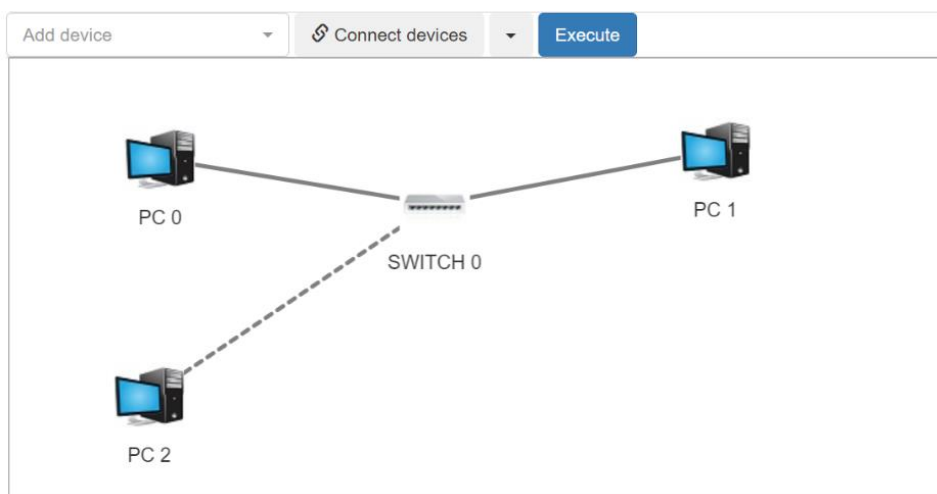 Add device
Connect devices
Execute
PC 0
PC 1
SWITCH 0
PC 2